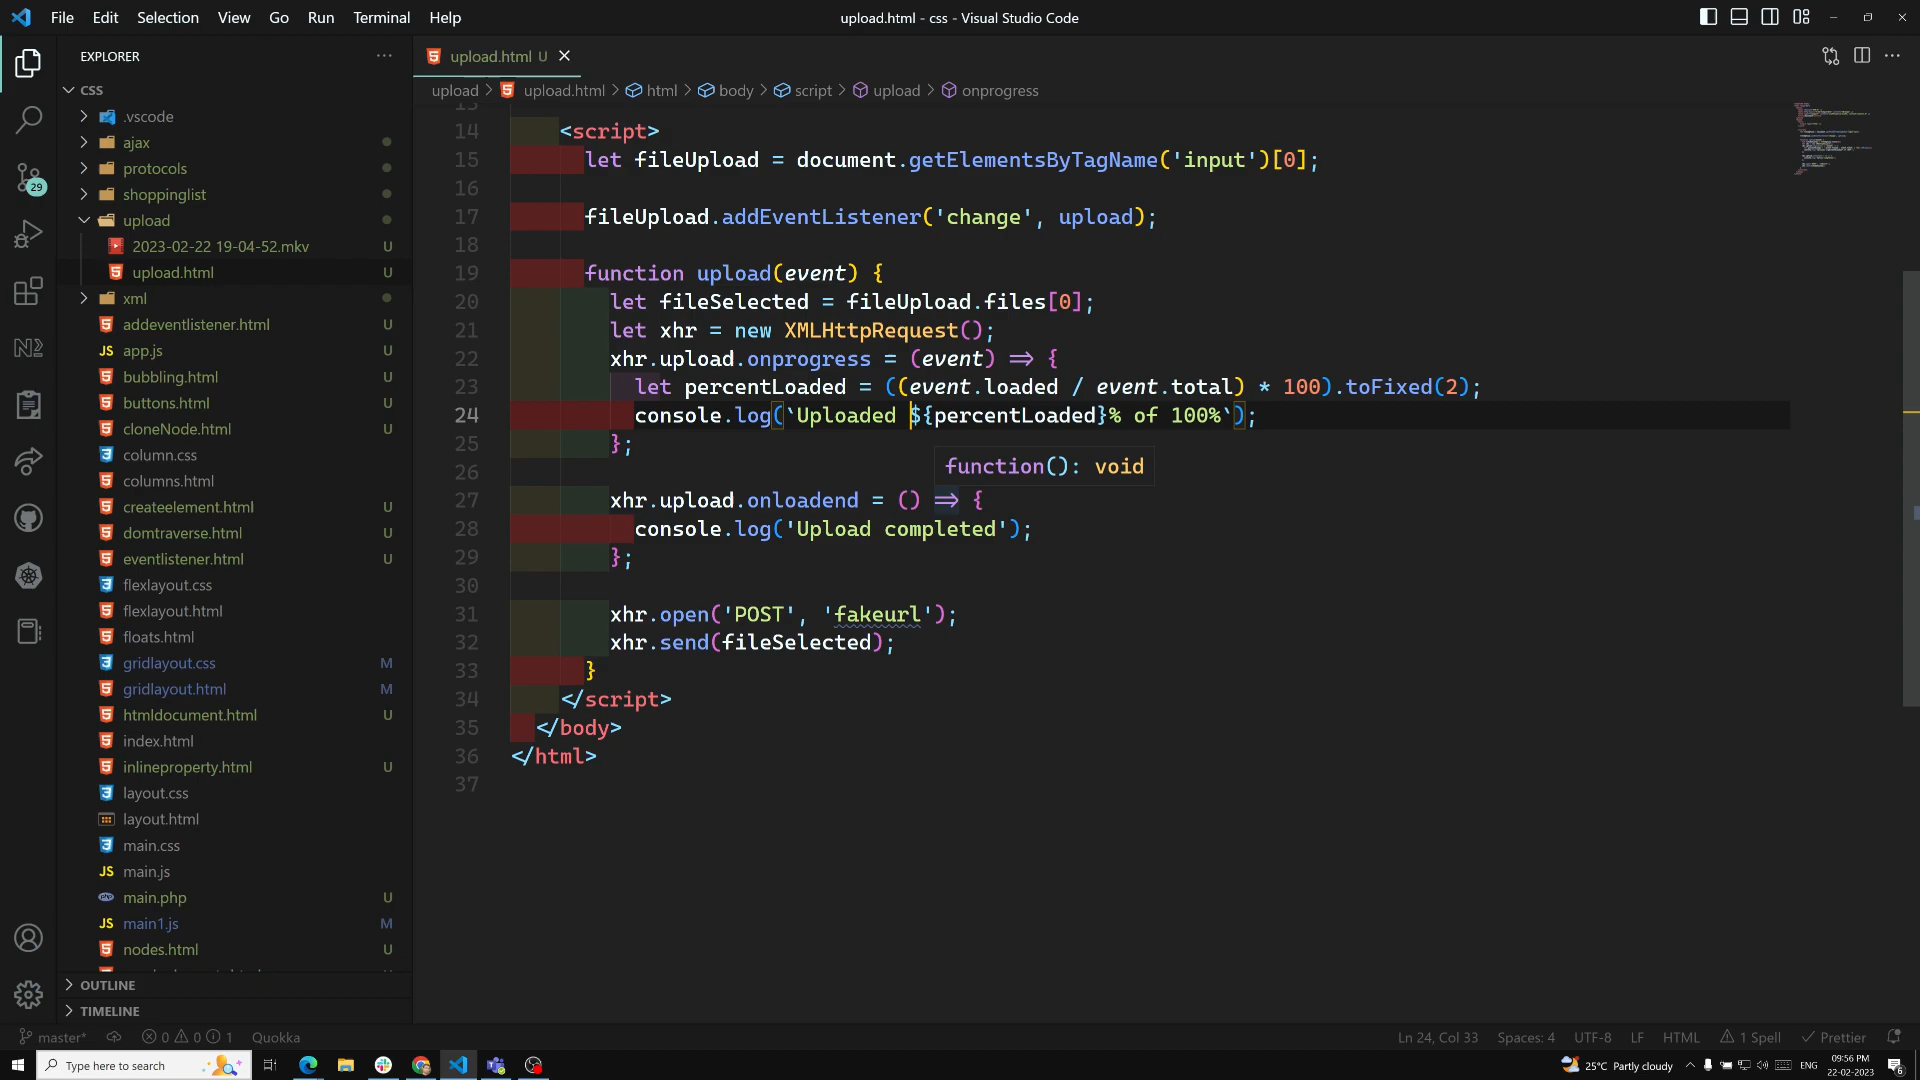 File Edit Selection View Go Run Terminal Help
upload.html - css - Visual Studio Code
EXPLORER
upload.html U
CSS
upload > upload.html > html > body > script > upload > onprogress
.vscode
ajax
protocols
shoppinglist
29
upload
2023-02-22 19-04-52.mkv U
upload.html U
xml
addeventlistener.html U
JS app.js U
bubbling.html U
buttons.html U
cloneNode.html U
column.css
columns.html
createelement.html U
domtraverse.html U
eventlistener.html U
flexlayout.css
flexlayout.html
floats.html
gridlayout.css M
gridlayout.html M
htmldocument.html U
index.html
inlineproperty.html U
layout.css
layout.html
main.css
JS main.js
main.php U
JS main1.js M
nodes.html U
OUTLINE
TIMELINE
14 <script>
15 let fileUpload = document.getElementsByTagName('input')[0];
16
17 fileUpload.addEventListener('change', upload);
18
19 function upload(event) {
20 let fileSelected = fileUpload.files[0];
21 let xhr = new XMLHttpRequest();
22 xhr.upload.onprogress = (event) => {
23 let percentLoaded = ((event.loaded / event.total) * 100).toFixed(2);
24 console.log(`Uploaded ${percentLoaded}% of 100%`);
25 };
26
function(): void
27 xhr.upload.onloadend = () => {
28 console.log('Upload completed');
29 };
30
31 xhr.open('POST', 'fakeurl');
32 xhr.send(fileSelected);
33 }
34 </script>
35 </body>
36 </html>
37
master* 0 0 1 Quokka
Ln 24, Col 33 Spaces: 4 UTF-8 LF HTML 1 Spell Prettier
Type here to search
25°C Partly cloudy ENG 09:56 PM
22-02-2023
6